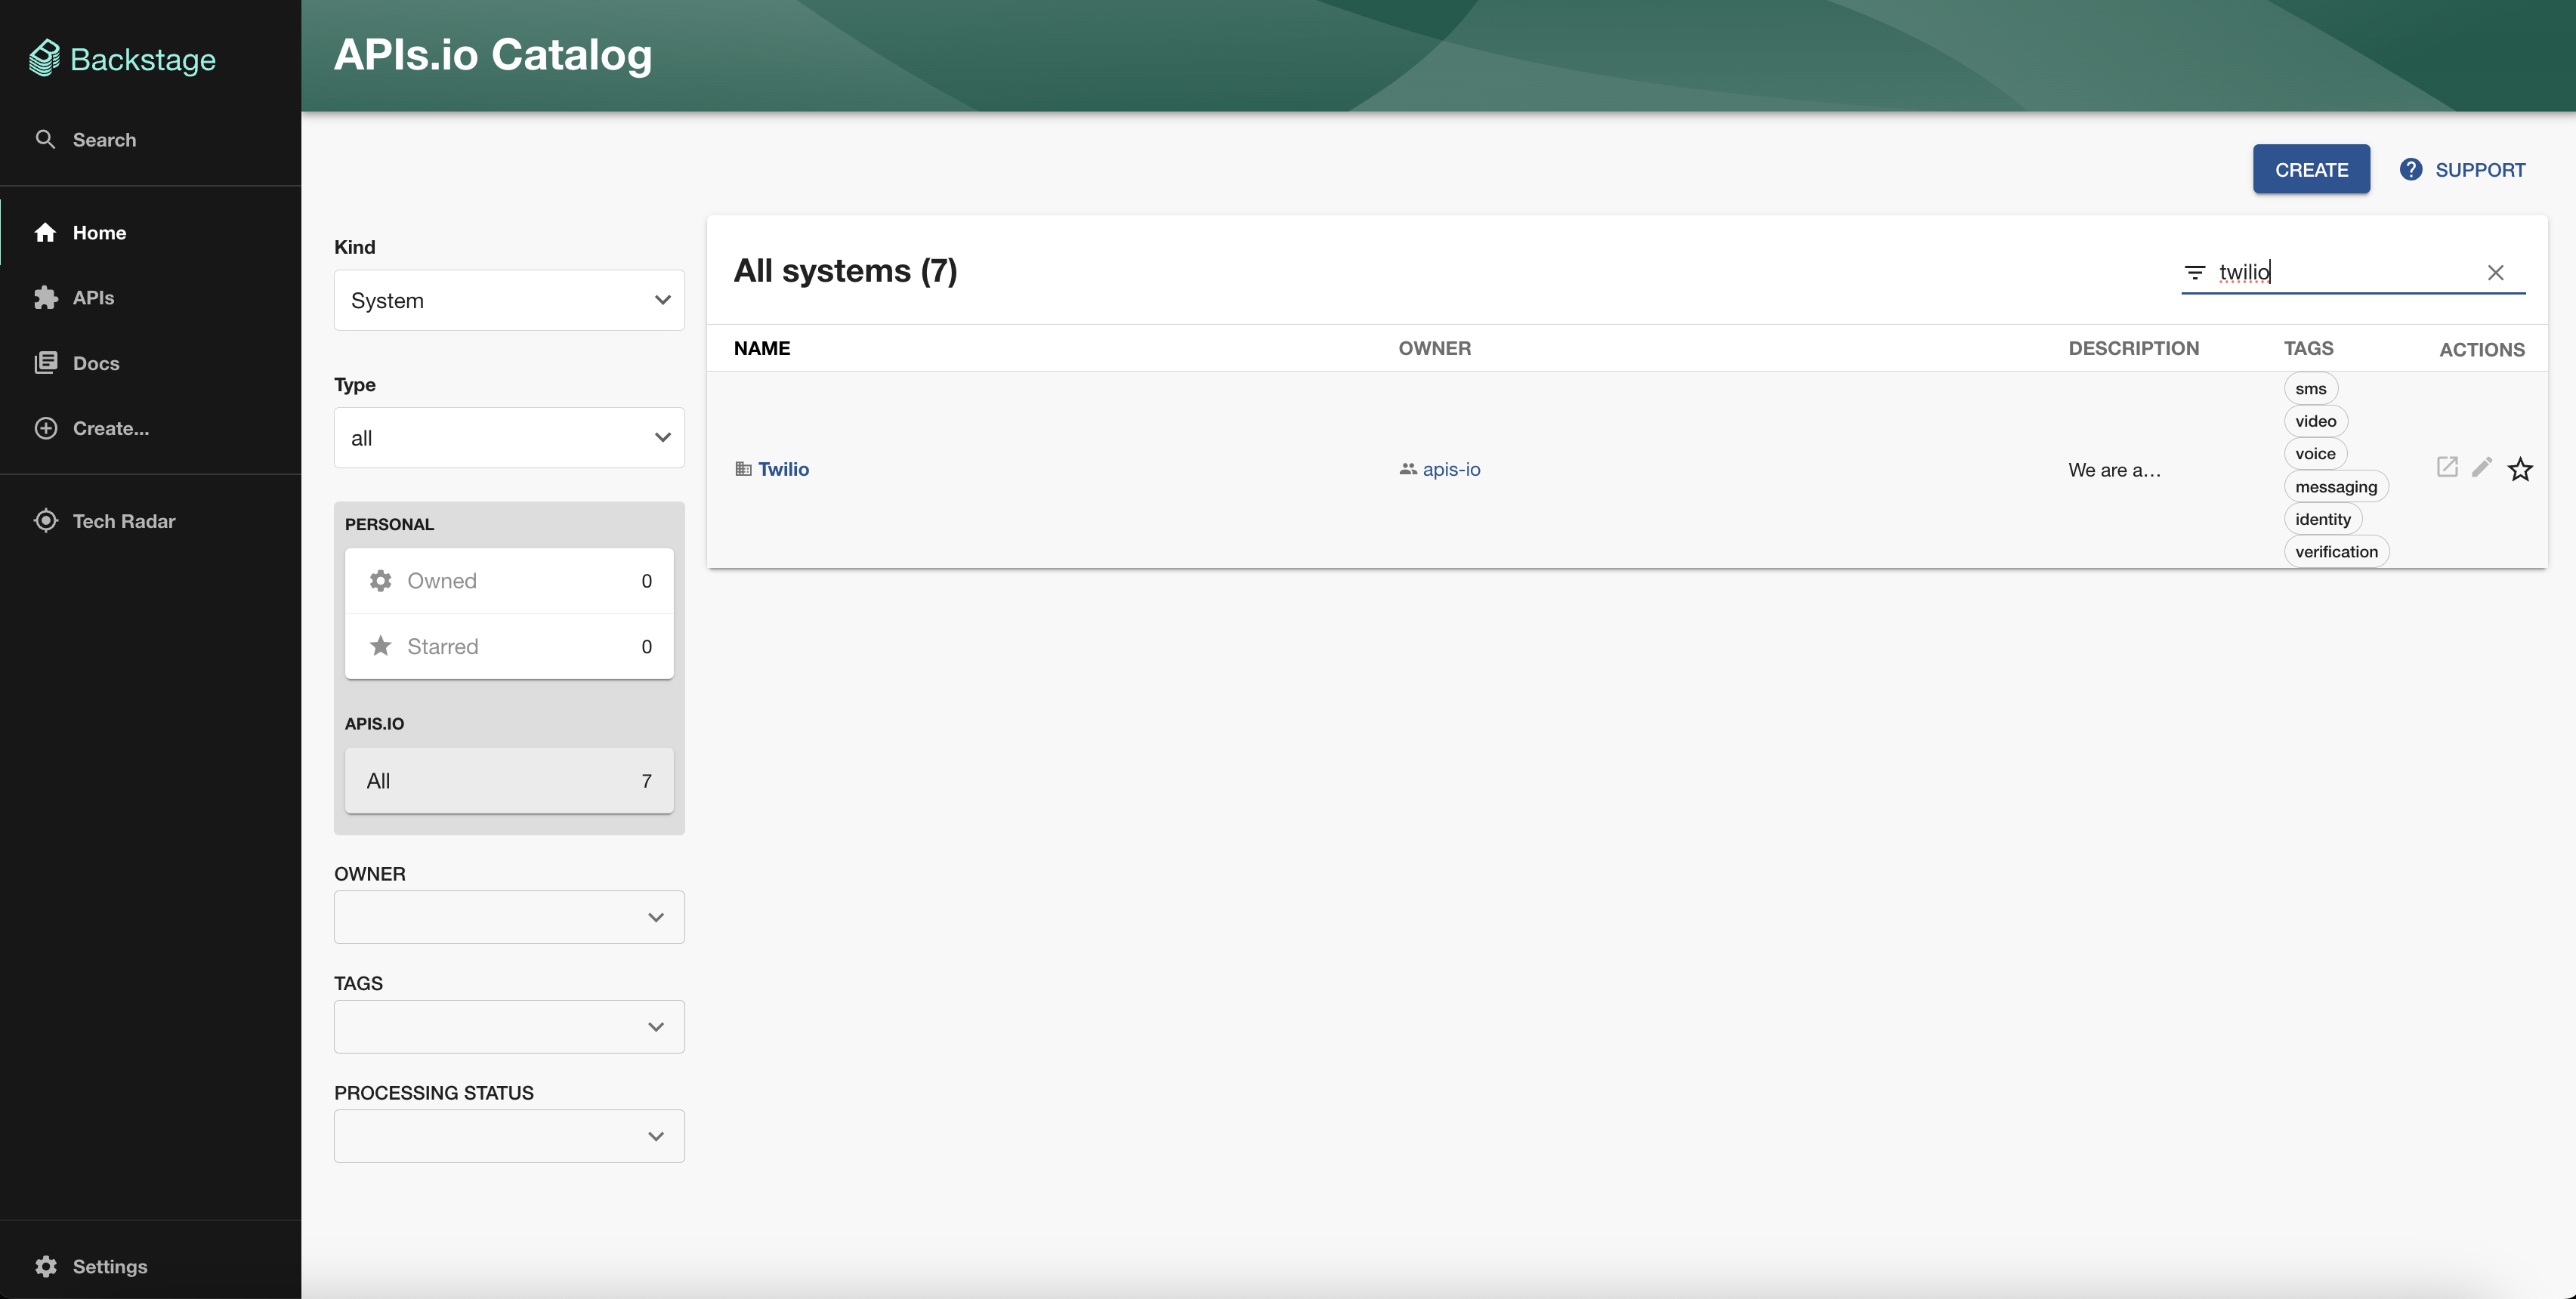 Backstage
Search
Home
APIs
Docs
Create...
Tech Radar
Settings
APIs.io Catalog
CREATE
SUPPORT
Kind
System
Type
all
PERSONAL
Owned 0
Starred 0
APIS.IO
All 7
OWNER
TAGS
PROCESSING STATUS
All systems (7)
twilio
NAME OWNER DESCRIPTION TAGS ACTIONS
Twilio apis-io We are a...
sms
video
voice
messaging
identity
verification